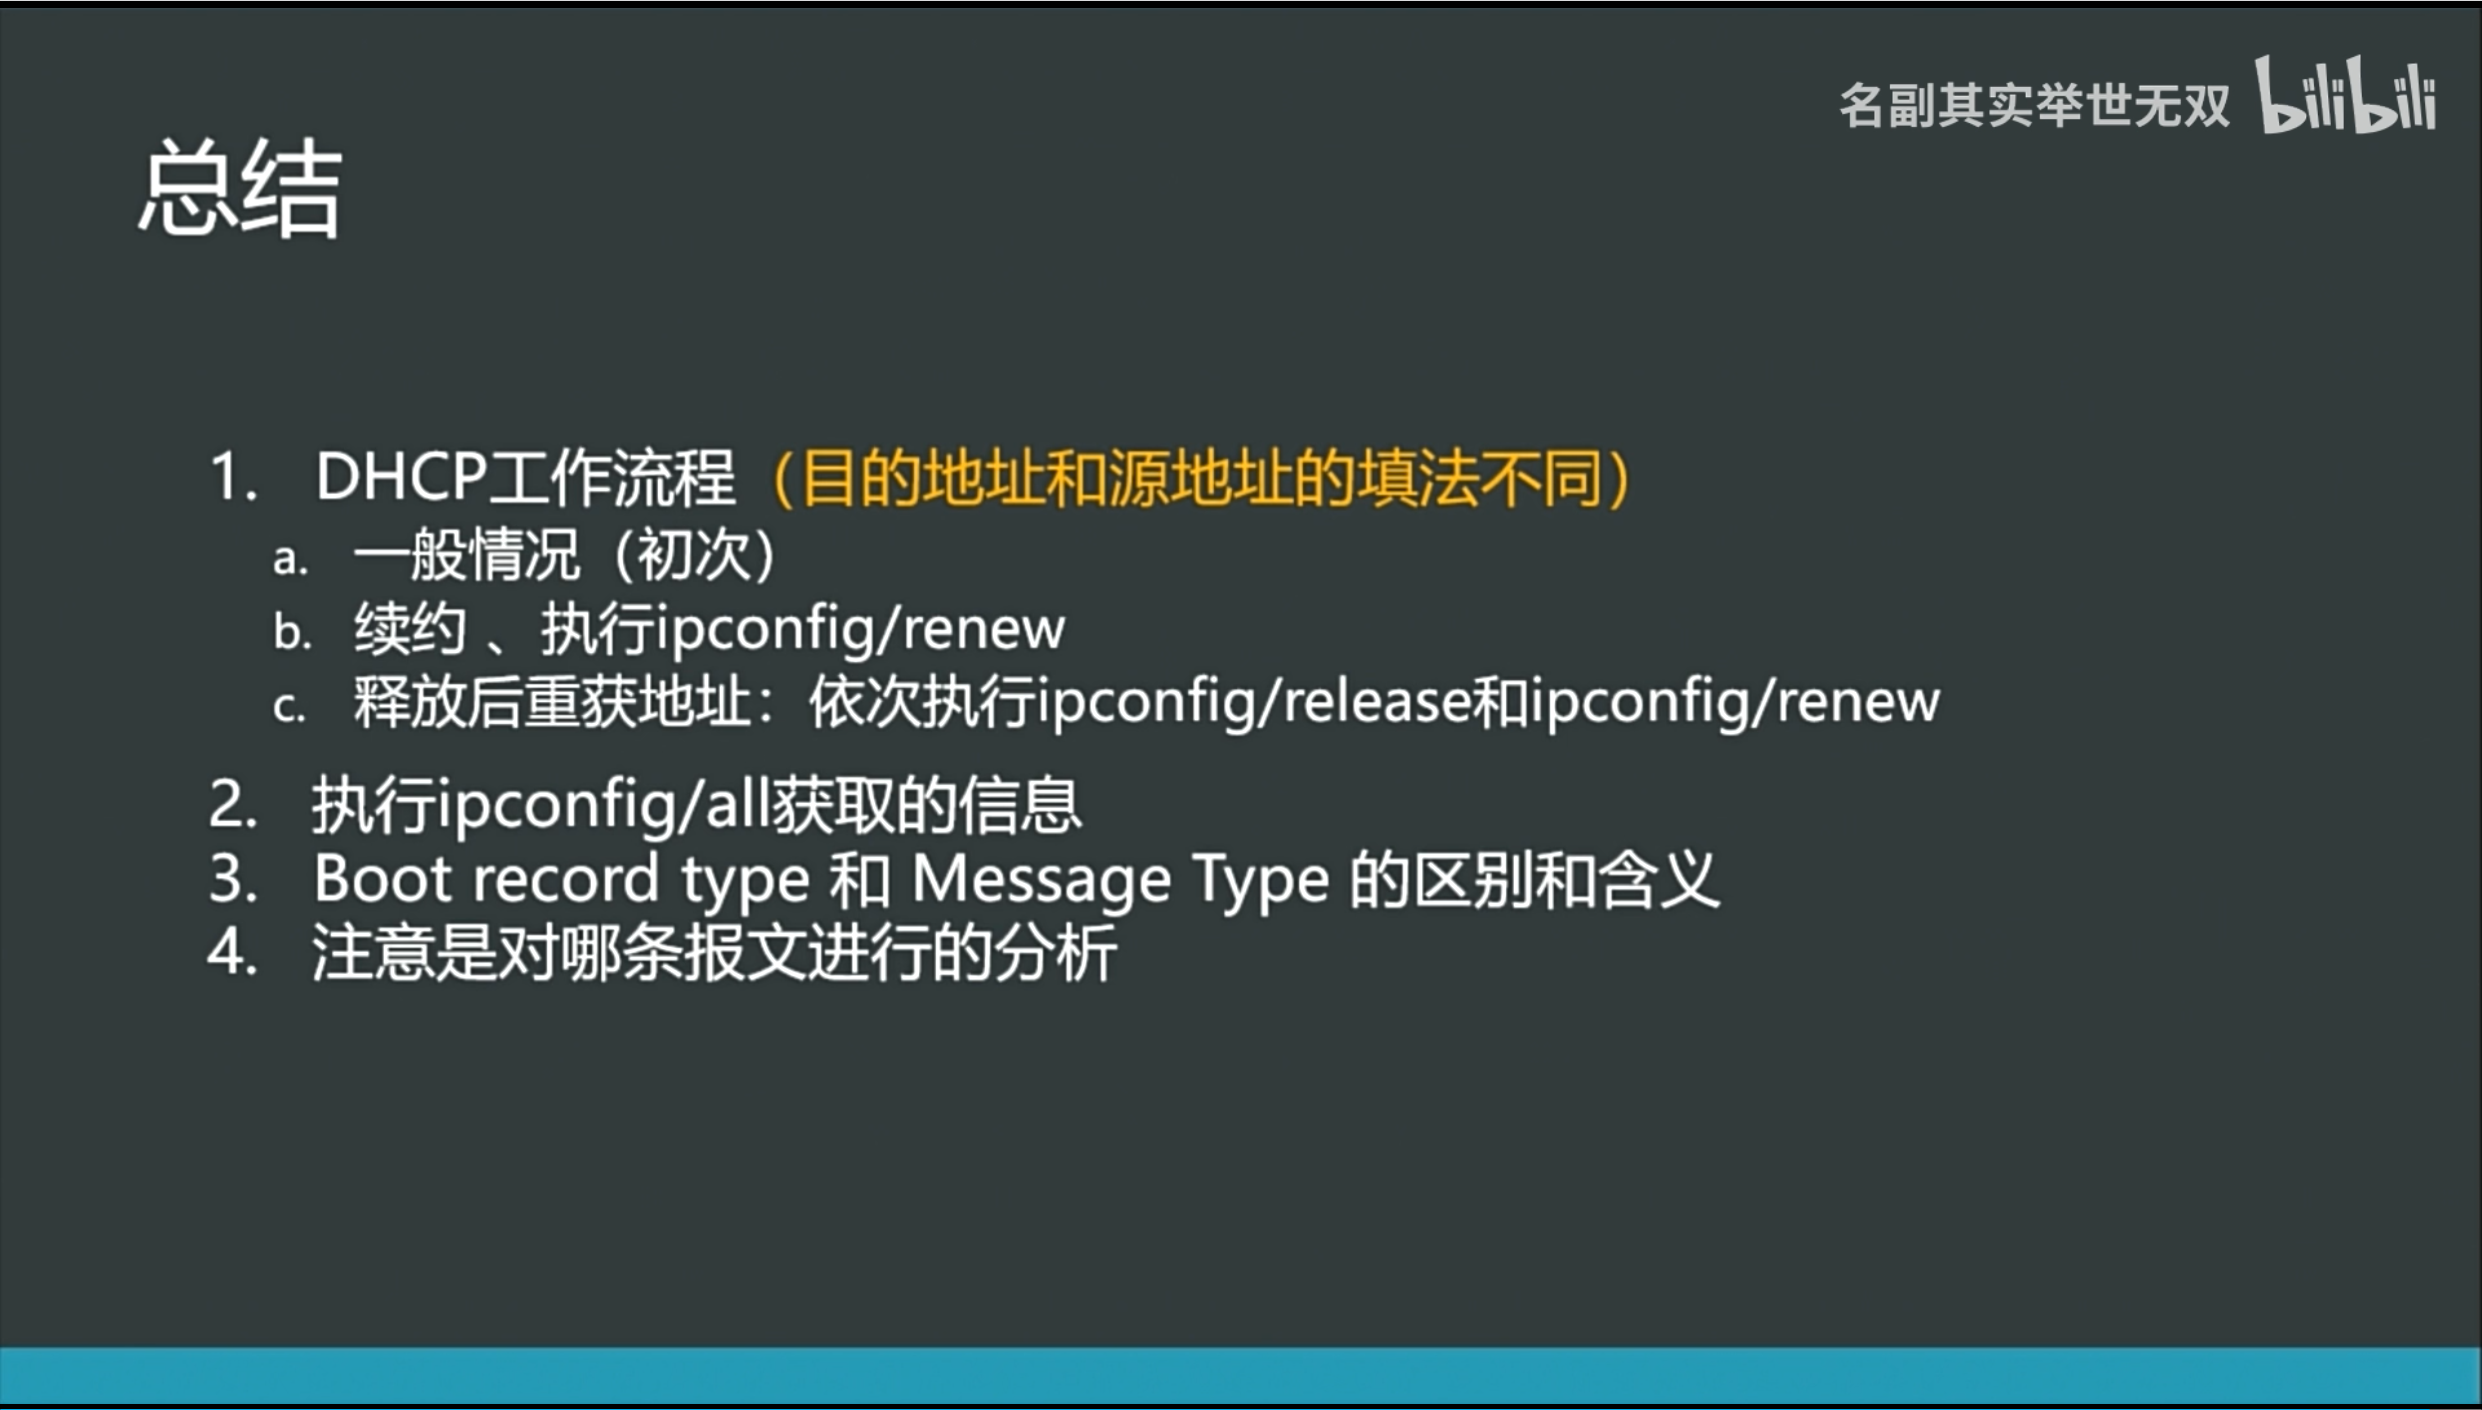 名副其实举世无双 bilibili
总结
1. DHCP工作流程（目的地址和源地址的填法不同）
a. 一般情况（初次）
b. 续约 、执行ipconfig/renew
c. 释放后重获地址：依次执行ipconfig/release和ipconfig/renew
2. 执行ipconfig/all获取的信息
3. Boot record type 和 Message Type 的区别和含义
4. 注意是对哪条报文进行的分析